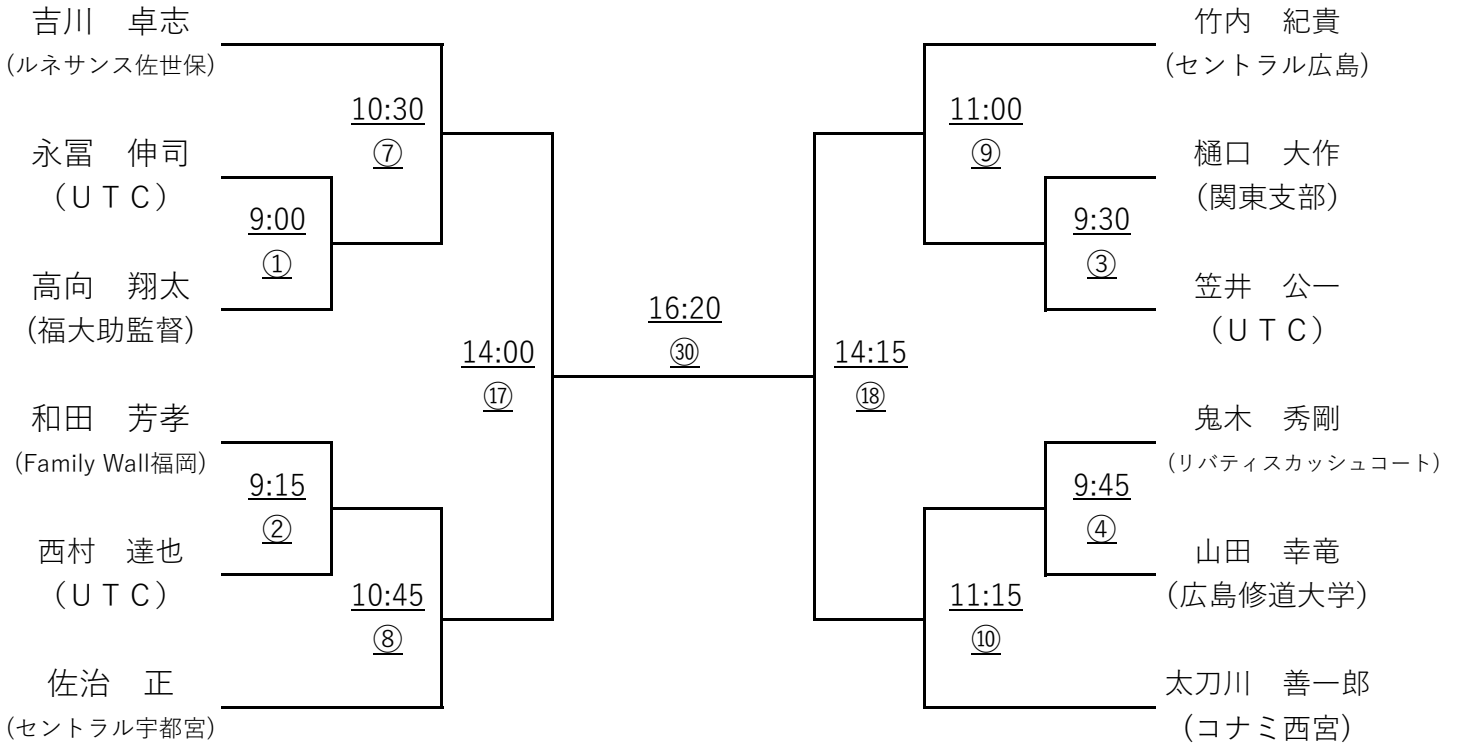 吉川　卓志
(ルネサンス佐世保)
10:30
⑦
永冨　伸司
（ＵＴＣ）
9:00
①
高向　翔太
(福大助監督)
14:00
⑰
和田　芳孝
(Family Wall福岡)
9:15
②
西村　達也
（ＵＴＣ）
10:45
⑧
佐治　正
(セントラル宇都宮)
16:20
㉚
竹内　紀貴
(セントラル広島)
11:00
⑨
樋口　大作
(関東支部)
9:30
③
笠井　公一
（ＵＴＣ）
14:15
⑱
鬼木　秀剛
(リバティスカッシュコート)
9:45
④
山田　幸竜
(広島修道大学)
11:15
⑩
太刀川　善一郎
(コナミ西宮)